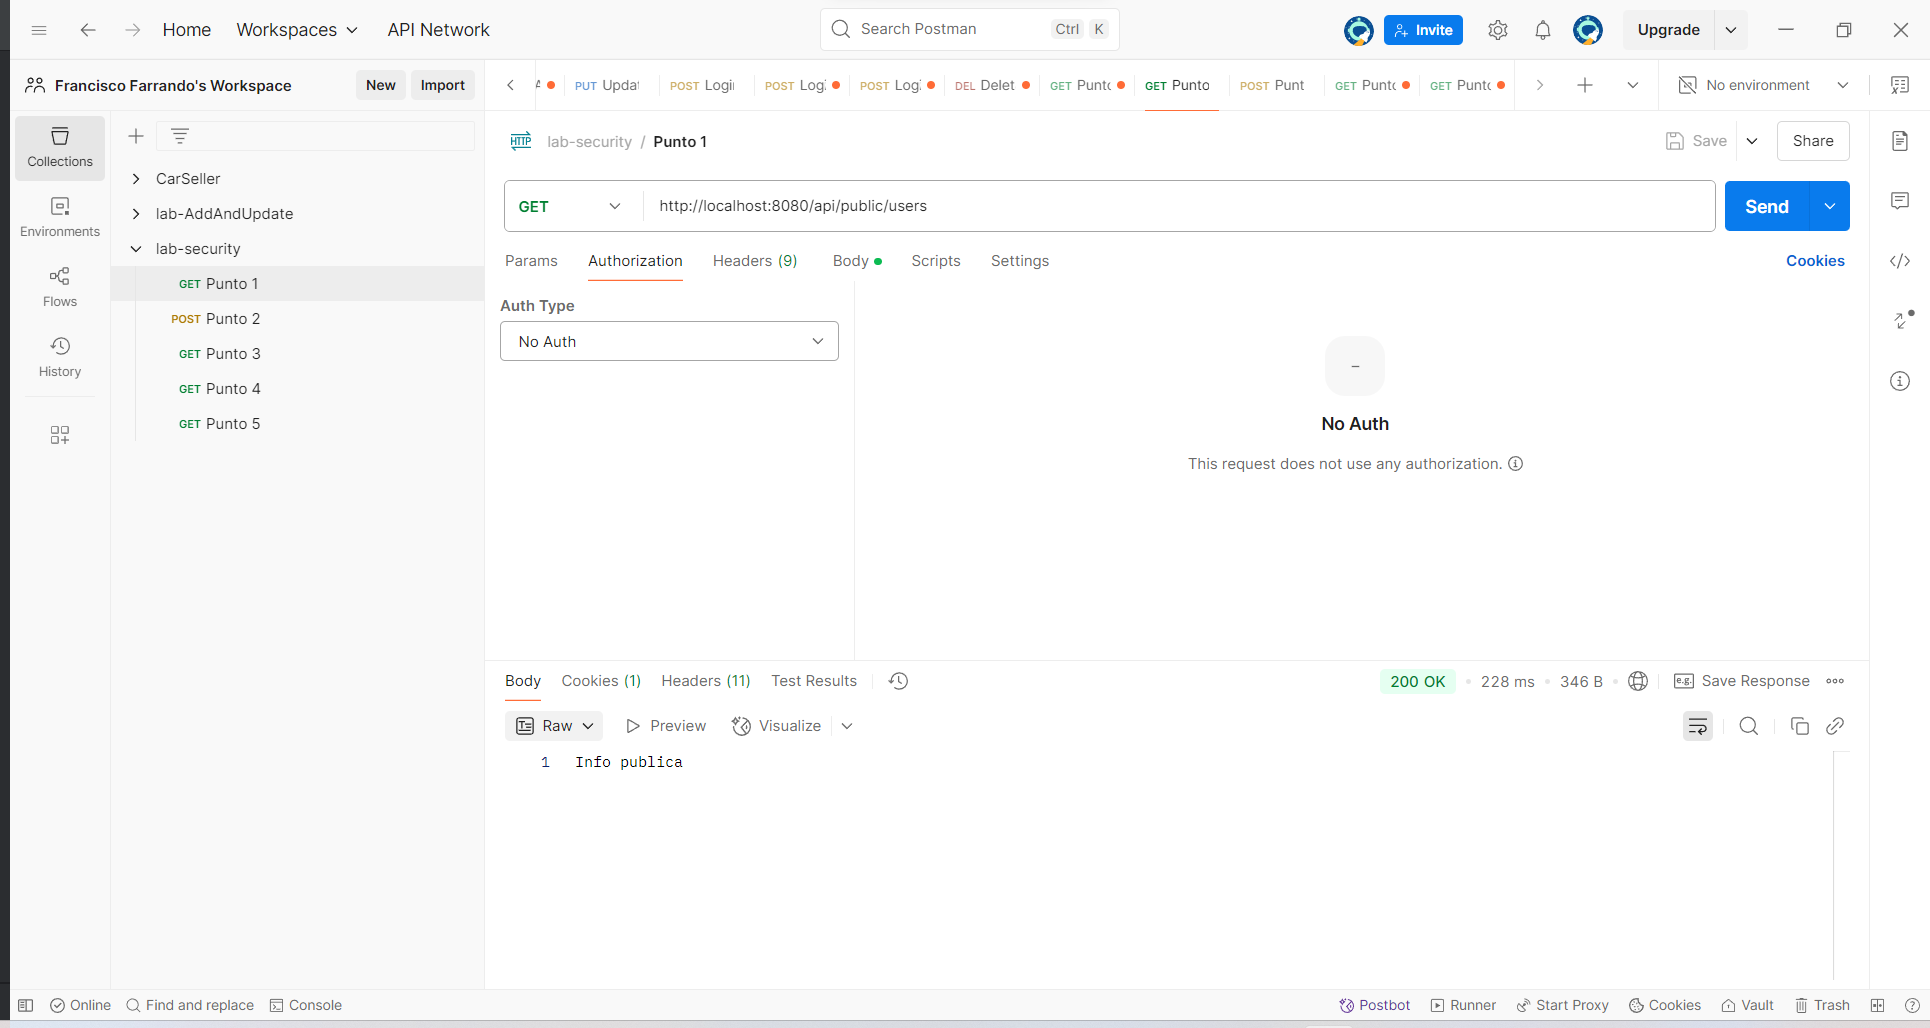 Home Workspaces API Network Search Postman Ctrl K Invite Upgrade
Francisco Farrando's Workspace New Import
PUT Updat POST Login POST Log DEL Delet GET Punto GET Punto POST Punt GET Punto GET Punto No environment
Collections
Environments
Flows
History
CarSeller
lab-AddAndUpdate
lab-security
GET Punto 1
POST Punto 2
GET Punto 3
GET Punto 4
GET Punto 5
HTTP lab-security / Punto 1 Save Share
GET http://localhost:8080/api/public/users Send
Params Authorization Headers (9) Body Scripts Settings Cookies
Auth Type
No Auth
No Auth
This request does not use any authorization.
Body Cookies (1) Headers (11) Test Results 200 OK 228 ms 346 B e.g. Save Response
Raw Preview Visualize
1 Info publica
Online Find and replace Console Postbot Runner Start Proxy Cookies Vault Trash